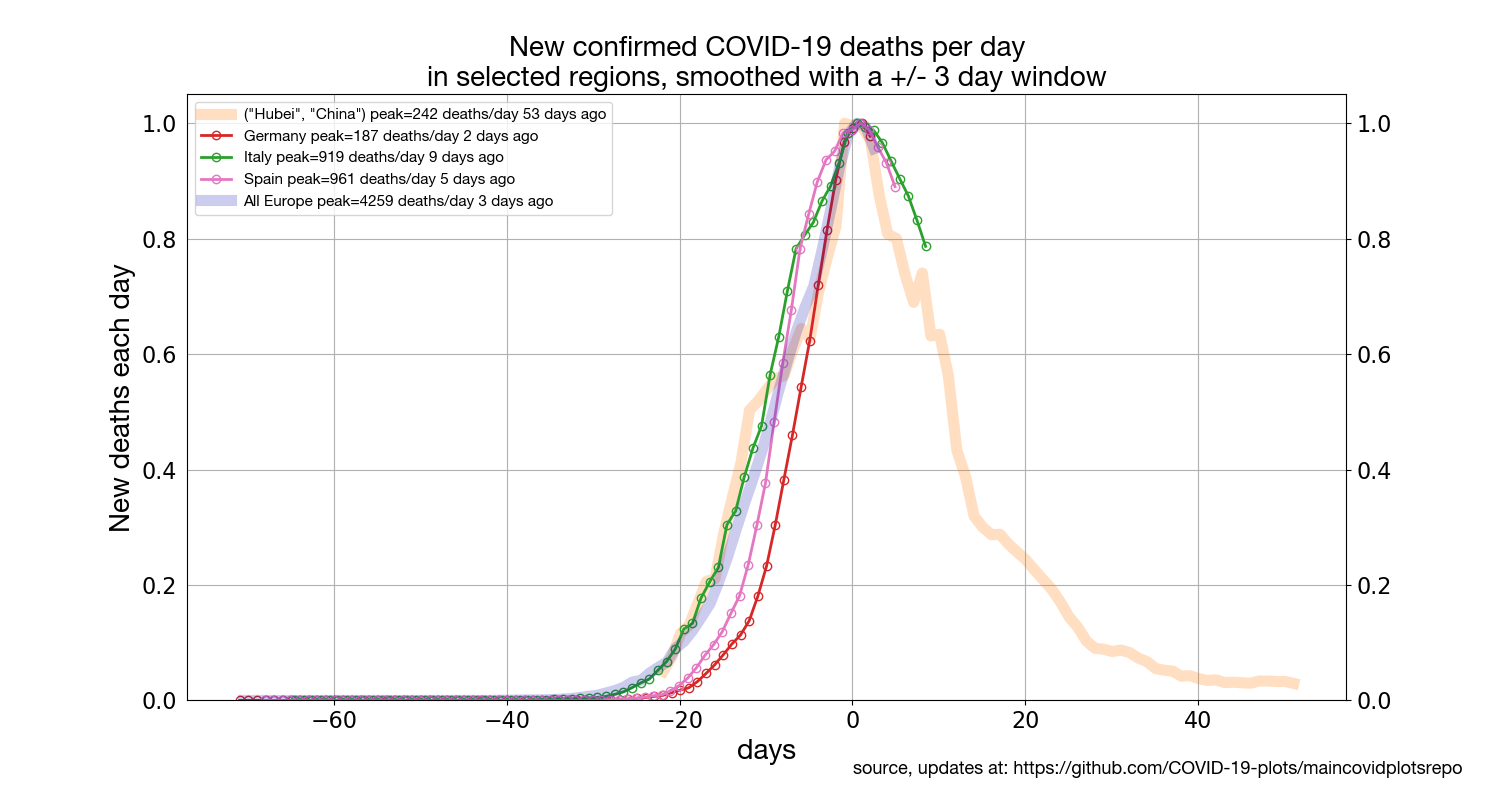 New confirmed COVID-19 deaths per day
in selected regions, smoothed with a +/- 3 day window
("Hubei", "China") peak=242 deaths/day 53 days ago
Germany peak=187 deaths/day 2 days ago
Italy peak=919 deaths/day 9 days ago
Spain peak=961 deaths/day 5 days ago
All Europe peak=4259 deaths/day 3 days ago
New deaths each day
1.0
0.8
0.6
0.4
0.2
0.0
1.0
0.8
0.6
0.4
0.2
0.0
−60 −40 −20 0 20 40
days
source, updates at: https://github.com/COVID-19-plots/maincovidplotsrepo